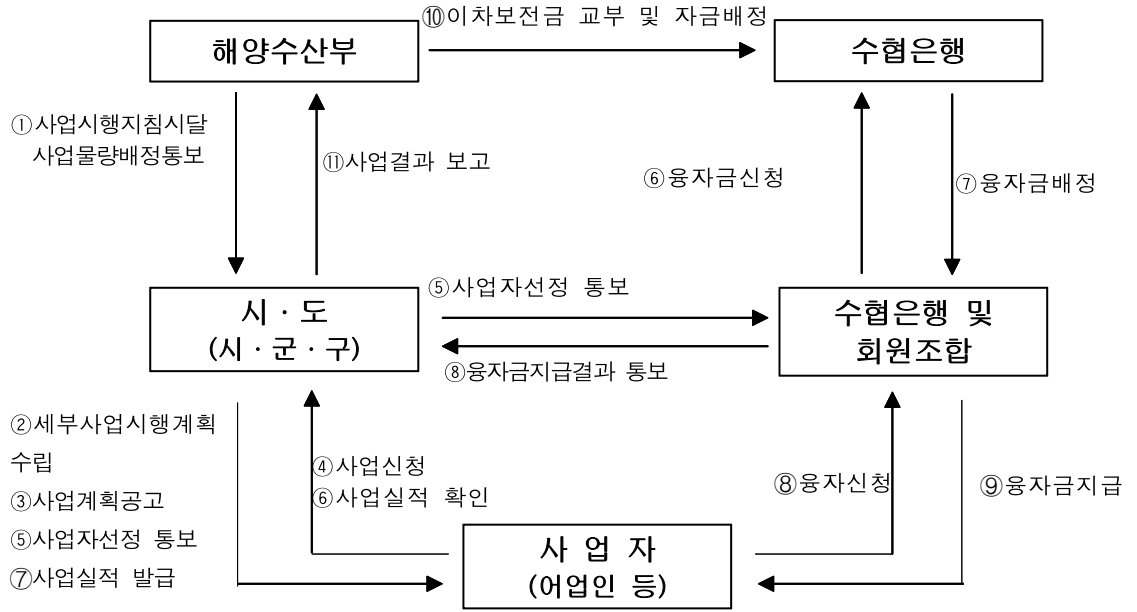 ⑩이차보전금 교부 및 자금배정
해양수산부
수협은행
①사업시행지침시달
사업물량배정통보
⑪사업결과 보고
⑥융자금신청
⑦융자금배정
⑤사업자선정 통보
시 · 도
(시 · 군 · 구)
수협은행 및
회원조합
⑧융자금지급결과 통보
②세부사업시행계획
수립
③사업계획공고
⑤사업자선정 통보
⑦사업실적 발급
④사업신청
⑥사업실적 확인
⑧융자신청
⑨융자금지급
사 업 자
(어업인 등)